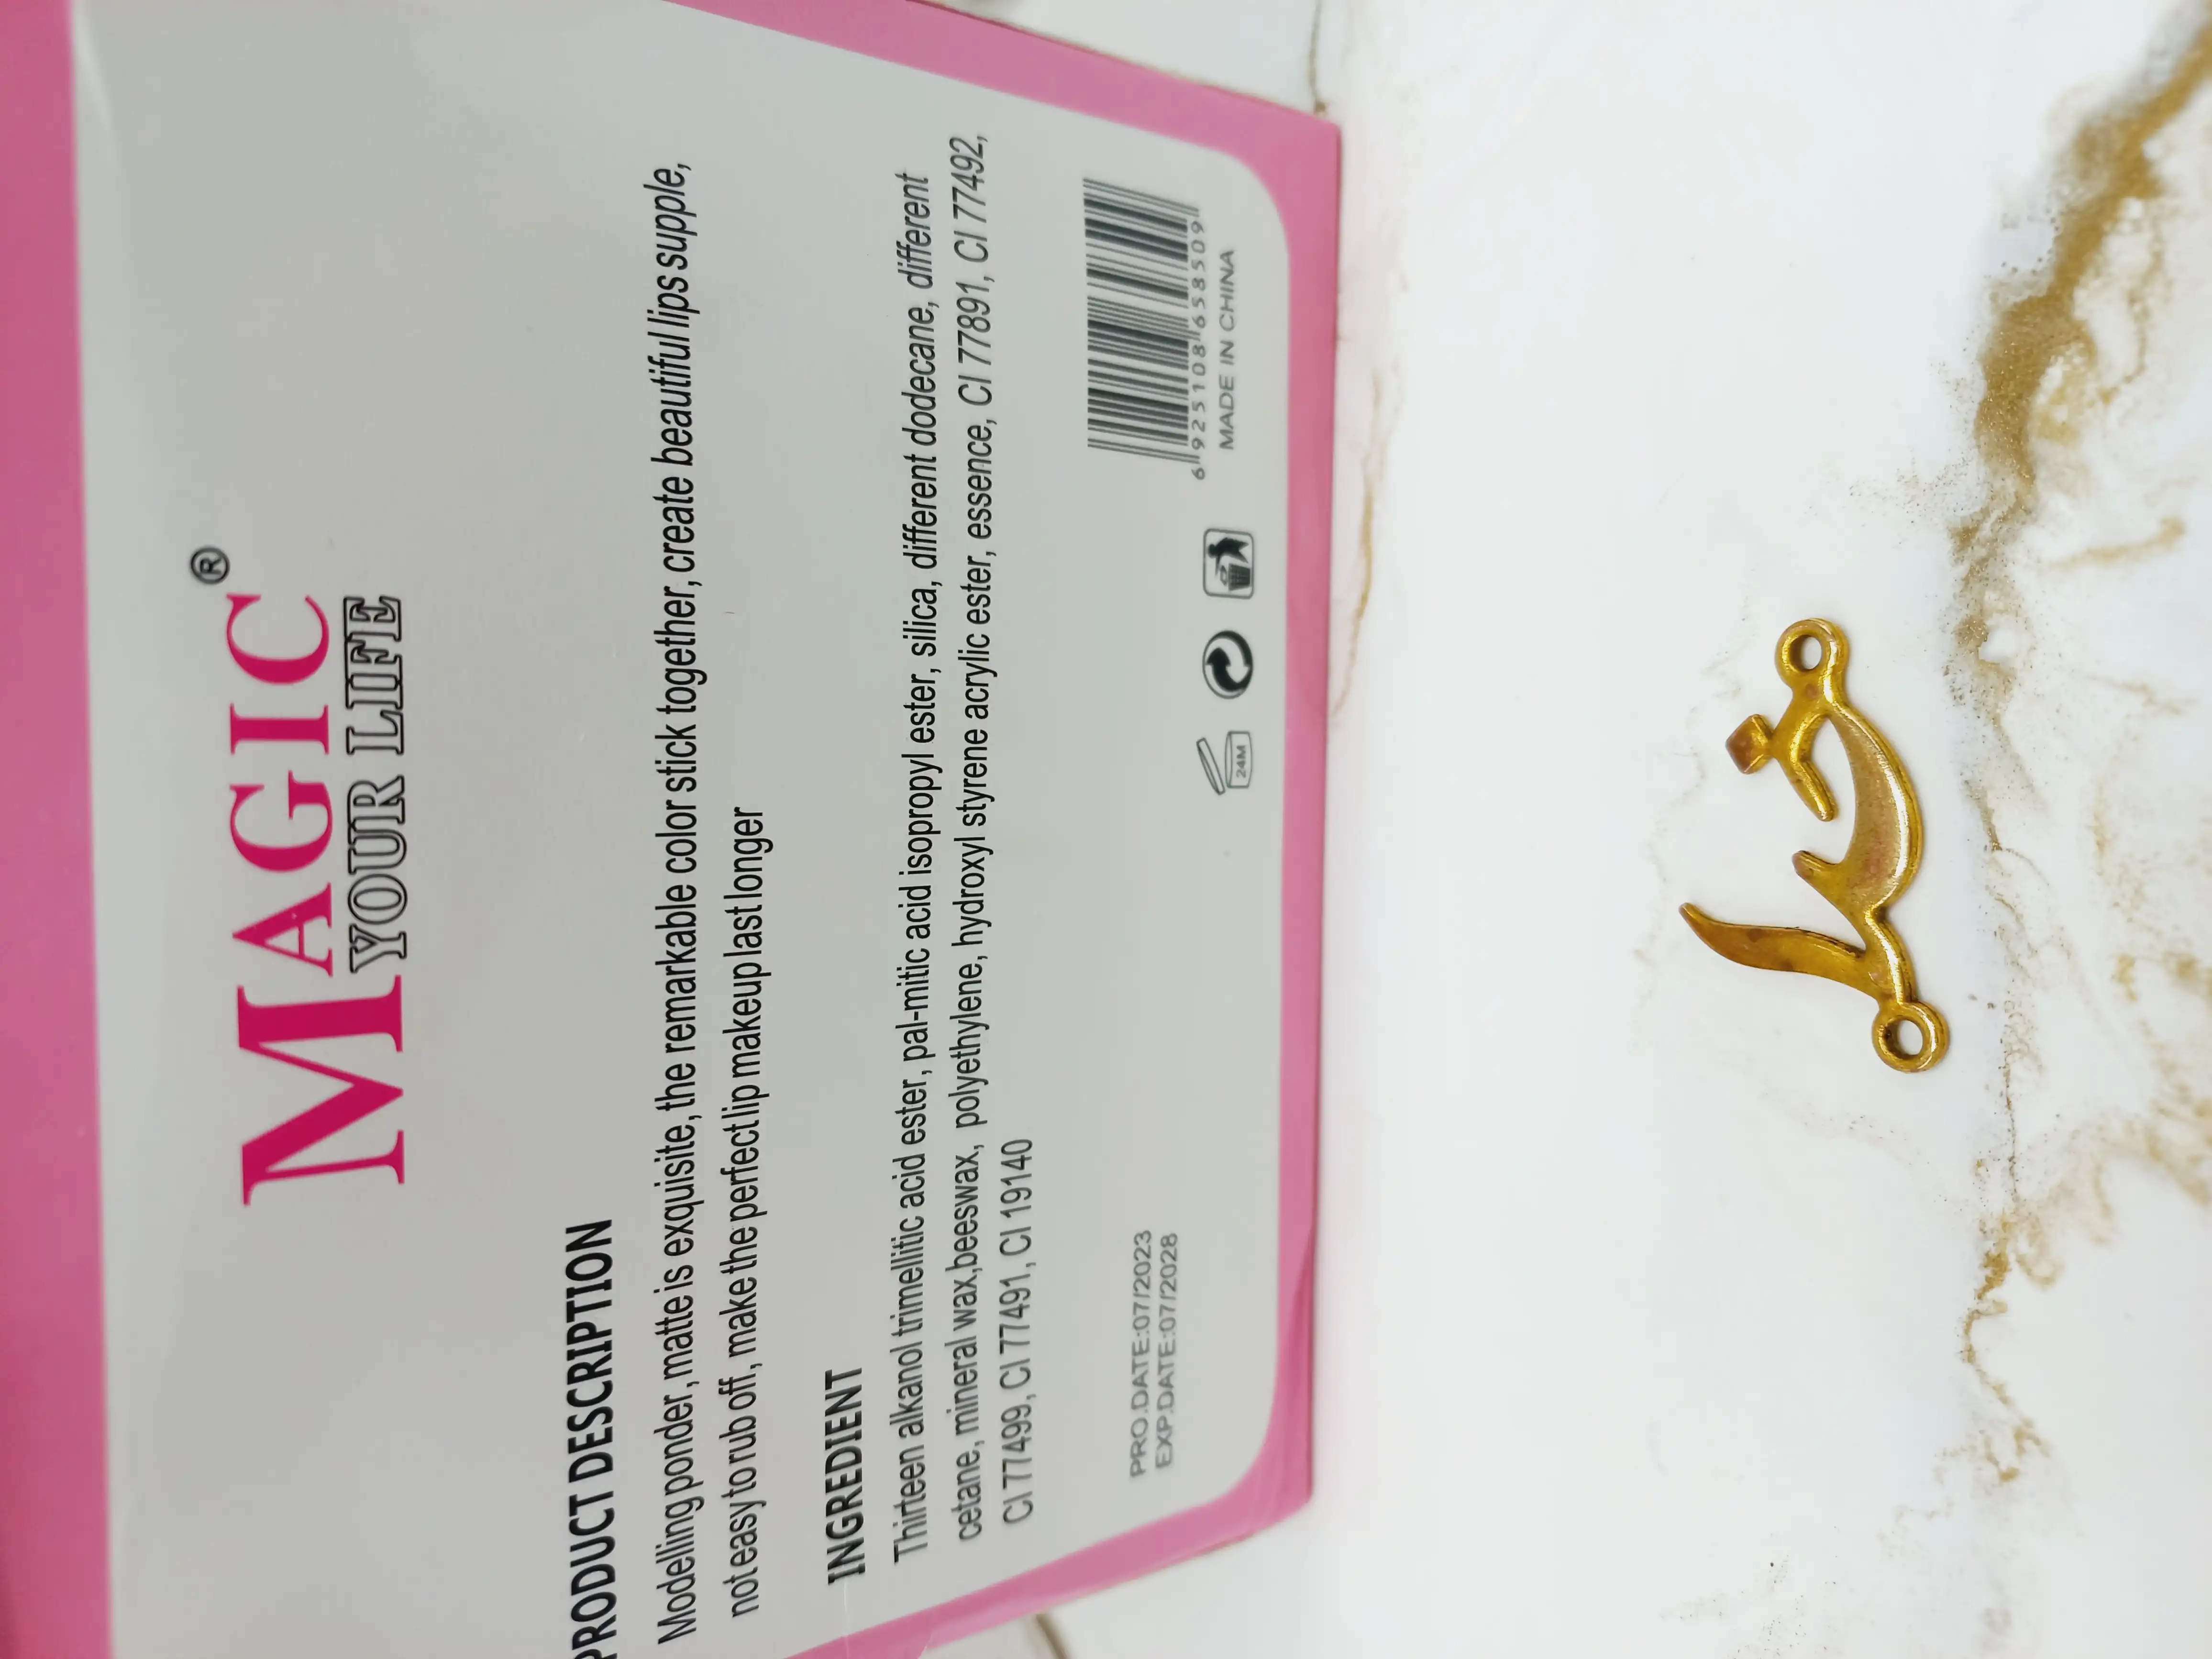 MAGIC®
YOUR LIFE
PRODUCT DESCRIPTION
Modelling ponder, matte is exquisite, the remarkable color stick together, create beautiful lips supple,
not easy to rub off, make the perfect lip makeup last longer
INGREDIENT
Thirteen alkanol trimellitic acid ester, pal-mitic acid isopropyl ester, silica, different dodecane, different
cetane, mineral wax,beeswax, polyethylene, hydroxyl styrene acrylic ester, essence, CI 77891, CI 77492,
CI 77499, CI 77491, CI 19140
PRO.DATE:07/2023
EXP.DATE:07/2028
24M
6 925108 658509
MADE IN CHINA